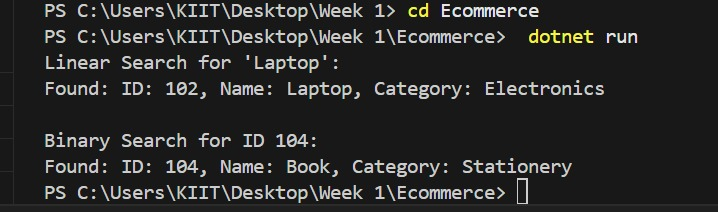 PS C:\Users\KIIT\Desktop\Week 1> cd Ecommerce
PS C:\Users\KIIT\Desktop\Week 1\Ecommerce>  dotnet run
Linear Search for 'Laptop':
Found: ID: 102, Name: Laptop, Category: Electronics

Binary Search for ID 104:
Found: ID: 104, Name: Book, Category: Stationery
PS C:\Users\KIIT\Desktop\Week 1\Ecommerce>